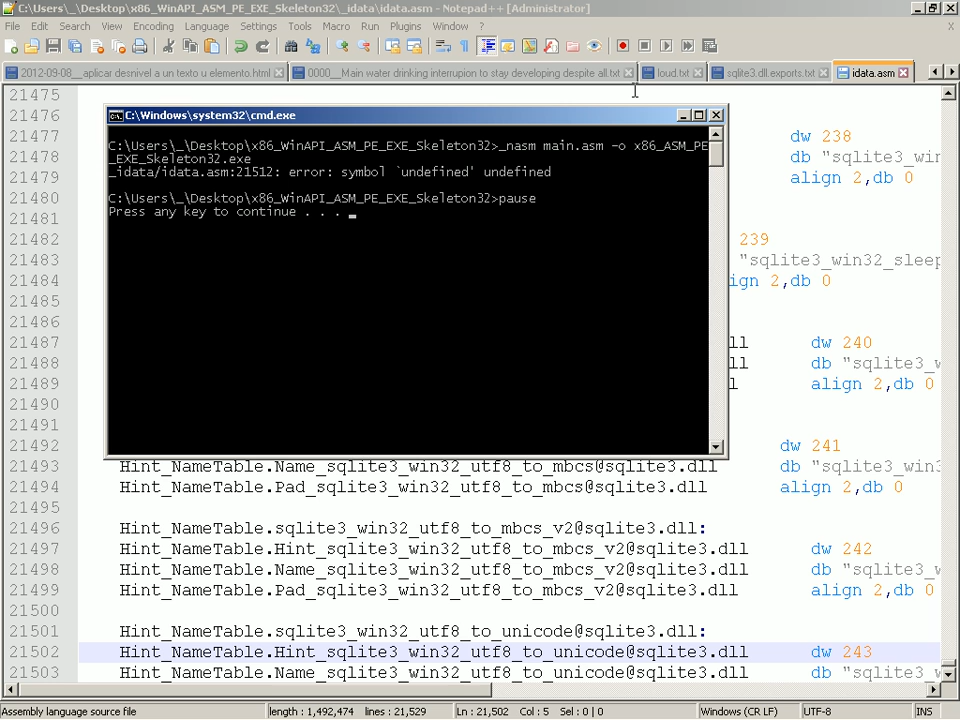 C:\Users\_\Desktop\x86_WinAPI_ASM_PE_EXE_Skeleton32\_idata\idata.asm - Notepad++ [Administrator]
File Edit Search View Encoding Language Settings Tools Macro Run Plugins Window ? X
2012-09-08__aplicar desnivel a un texto u elemento.html 0000__Main water drinking interrupion to stay developing despite all.txt loud.txt sqlite3.dll.exports.txt idata.asm
21475
21476
21477 dw 238
21478 db "sqlite3_win
21479 align 2,db 0
21480
21481
21482 239
21483 "sqlite3_win32_sleep
21484 ign 2,db 0
21485
21486
21487 ll dw 240
21488 ll db "sqlite3_w
21489 l align 2,db 0
21490
21491
21492 dw 241
21493 Hint_NameTable.Name_sqlite3_win32_utf8_to_mbcs@sqlite3.dll db "sqlite3_win3
21494 Hint_NameTable.Pad_sqlite3_win32_utf8_to_mbcs@sqlite3.dll align 2,db 0
21495
21496 Hint_NameTable.sqlite3_win32_utf8_to_mbcs_v2@sqlite3.dll:
21497 Hint_NameTable.Hint_sqlite3_win32_utf8_to_mbcs_v2@sqlite3.dll dw 242
21498 Hint_NameTable.Name_sqlite3_win32_utf8_to_mbcs_v2@sqlite3.dll db "sqlite3_w
21499 Hint_NameTable.Pad_sqlite3_win32_utf8_to_mbcs_v2@sqlite3.dll align 2,db 0
21500
21501 Hint_NameTable.sqlite3_win32_utf8_to_unicode@sqlite3.dll:
21502 Hint_NameTable.Hint_sqlite3_win32_utf8_to_unicode@sqlite3.dll dw 243
21503 Hint_NameTable.Name_sqlite3_win32_utf8_to_unicode@sqlite3.dll db "sqlite3_w
C:\Windows\system32\cmd.exe
C:\Users\_\Desktop\x86_WinAPI_ASM_PE_EXE_Skeleton32>_nasm main.asm -o x86_ASM_PE
_EXE_Skeleton32.exe
_idata/idata.asm:21512: error: symbol `undefined' undefined
C:\Users\_\Desktop\x86_WinAPI_ASM_PE_EXE_Skeleton32>pause
Press any key to continue . . . _
Assembly language source file length : 1,492,474 lines : 21,529 Ln : 21,502 Col : 5 Sel : 0 | 0 Windows (CR LF) UTF-8 INS